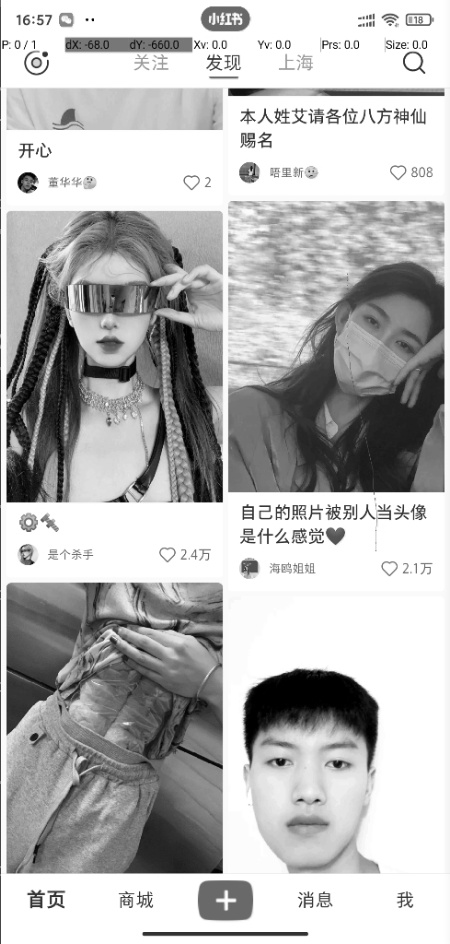 16:57
小红书
18
P: 0 / 1
dX: -68.0
dY: -660.0
Xv: 0.0
Yv: 0.0
Prs: 0.0
Size: 0.0
关注
发现
上海
开心
董华华
2
本人姓艾请各位八方神仙
赐名
唔里新
808
是个杀手
2.4万
自己的照片被别人当头像
是什么感觉🖤
海鸥姐姐
2.1万
首页
商城
消息
我